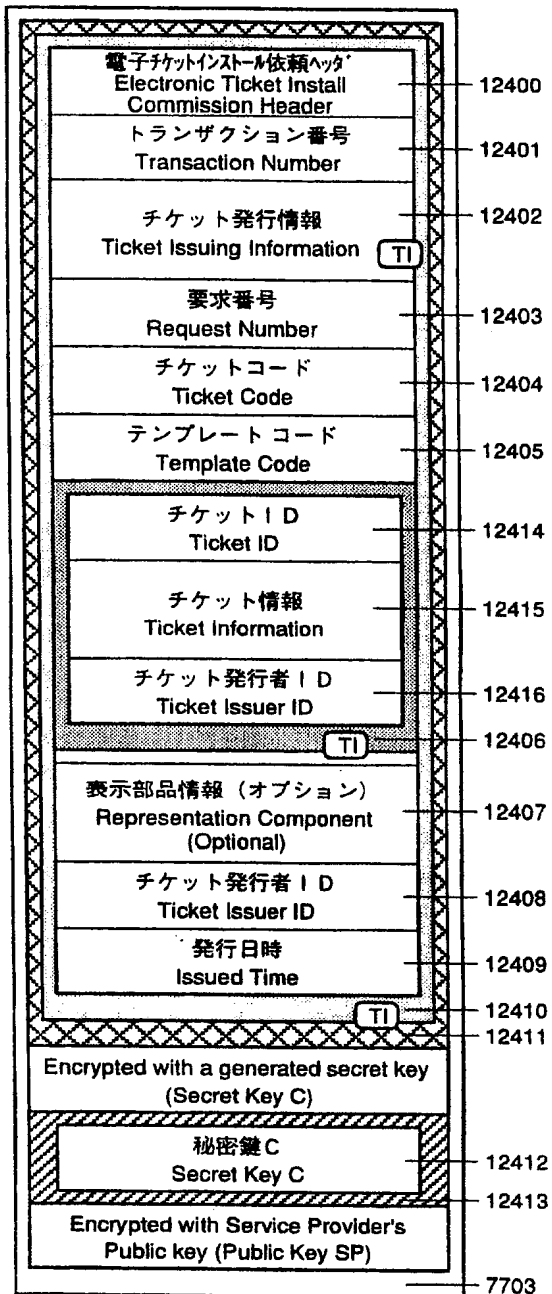 電子チケットインストール依頼ヘッダ
Electronic Ticket Install
Commission Header
12400
トランザクション番号
Transaction Number
12401
チケット発行情報
Ticket Issuing Information
TI
12402
要求番号
Request Number
12403
チケットコード
Ticket Code
12404
テンプレート コード
Template Code
12405
チケットID
Ticket ID
12414
チケット情報
Ticket Information
12415
チケット発行者ID
Ticket Issuer ID
12416
TI
12406
表示部品情報（オプション）
Representation Component
(Optional)
12407
チケット発行者ID
Ticket Issuer ID
12408
発行日時
Issued Time
12409
TI
12410
12411
Encrypted with a generated secret key
(Secret Key C)
秘密鍵C
Secret Key C
12412
12413
Encrypted with Service Provider's
Public key (Public Key SP)
7703